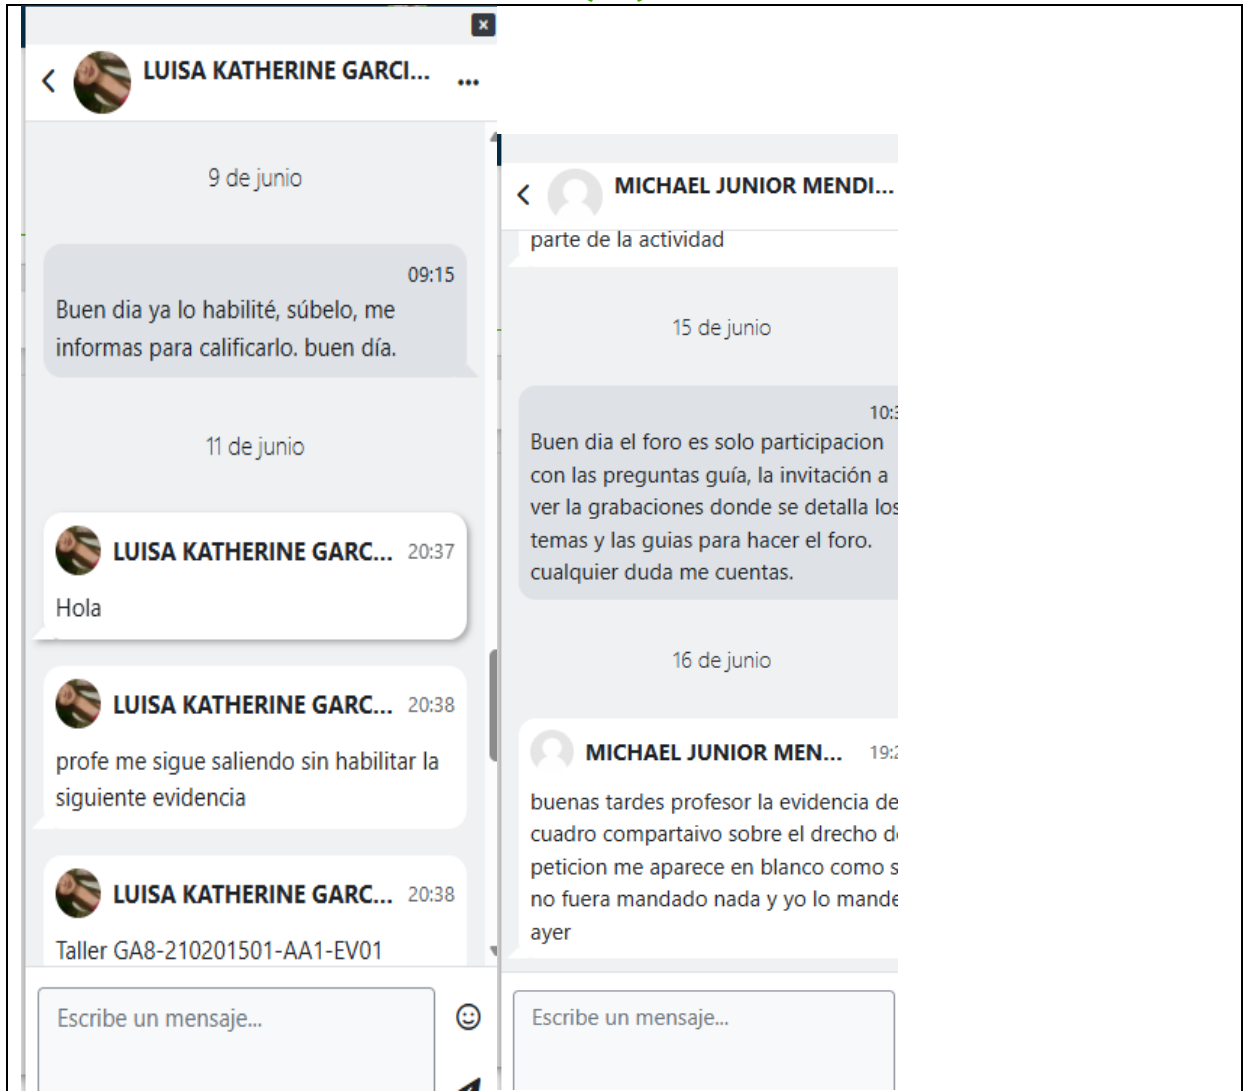 LUISA KATHERINE GARCI...
9 de junio
09:15
Buen dia ya lo habilité, súbelo, me
informas para calificarlo. buen día.
11 de junio
LUISA KATHERINE GARC... 20:37
Hola
LUISA KATHERINE GARC... 20:38
profe me sigue saliendo sin habilitar la
siguiente evidencia
LUISA KATHERINE GARC... 20:38
Taller GA8-210201501-AA1-EV01
Escribe un mensaje...
MICHAEL JUNIOR MENDI...
parte de la actividad
15 de junio
Buen dia el foro es solo participacion
con las preguntas guía, la invitación a
ver la grabaciones donde se detalla los
temas y las guias para hacer el foro.
cualquier duda me cuentas.
16 de junio
MICHAEL JUNIOR MEN...
buenas tardes profesor la evidencia de
cuadro compartaivo sobre el drecho
peticion me aparece en blanco como
no fuera mandado nada y yo lo mande
ayer
Escribe un mensaje...